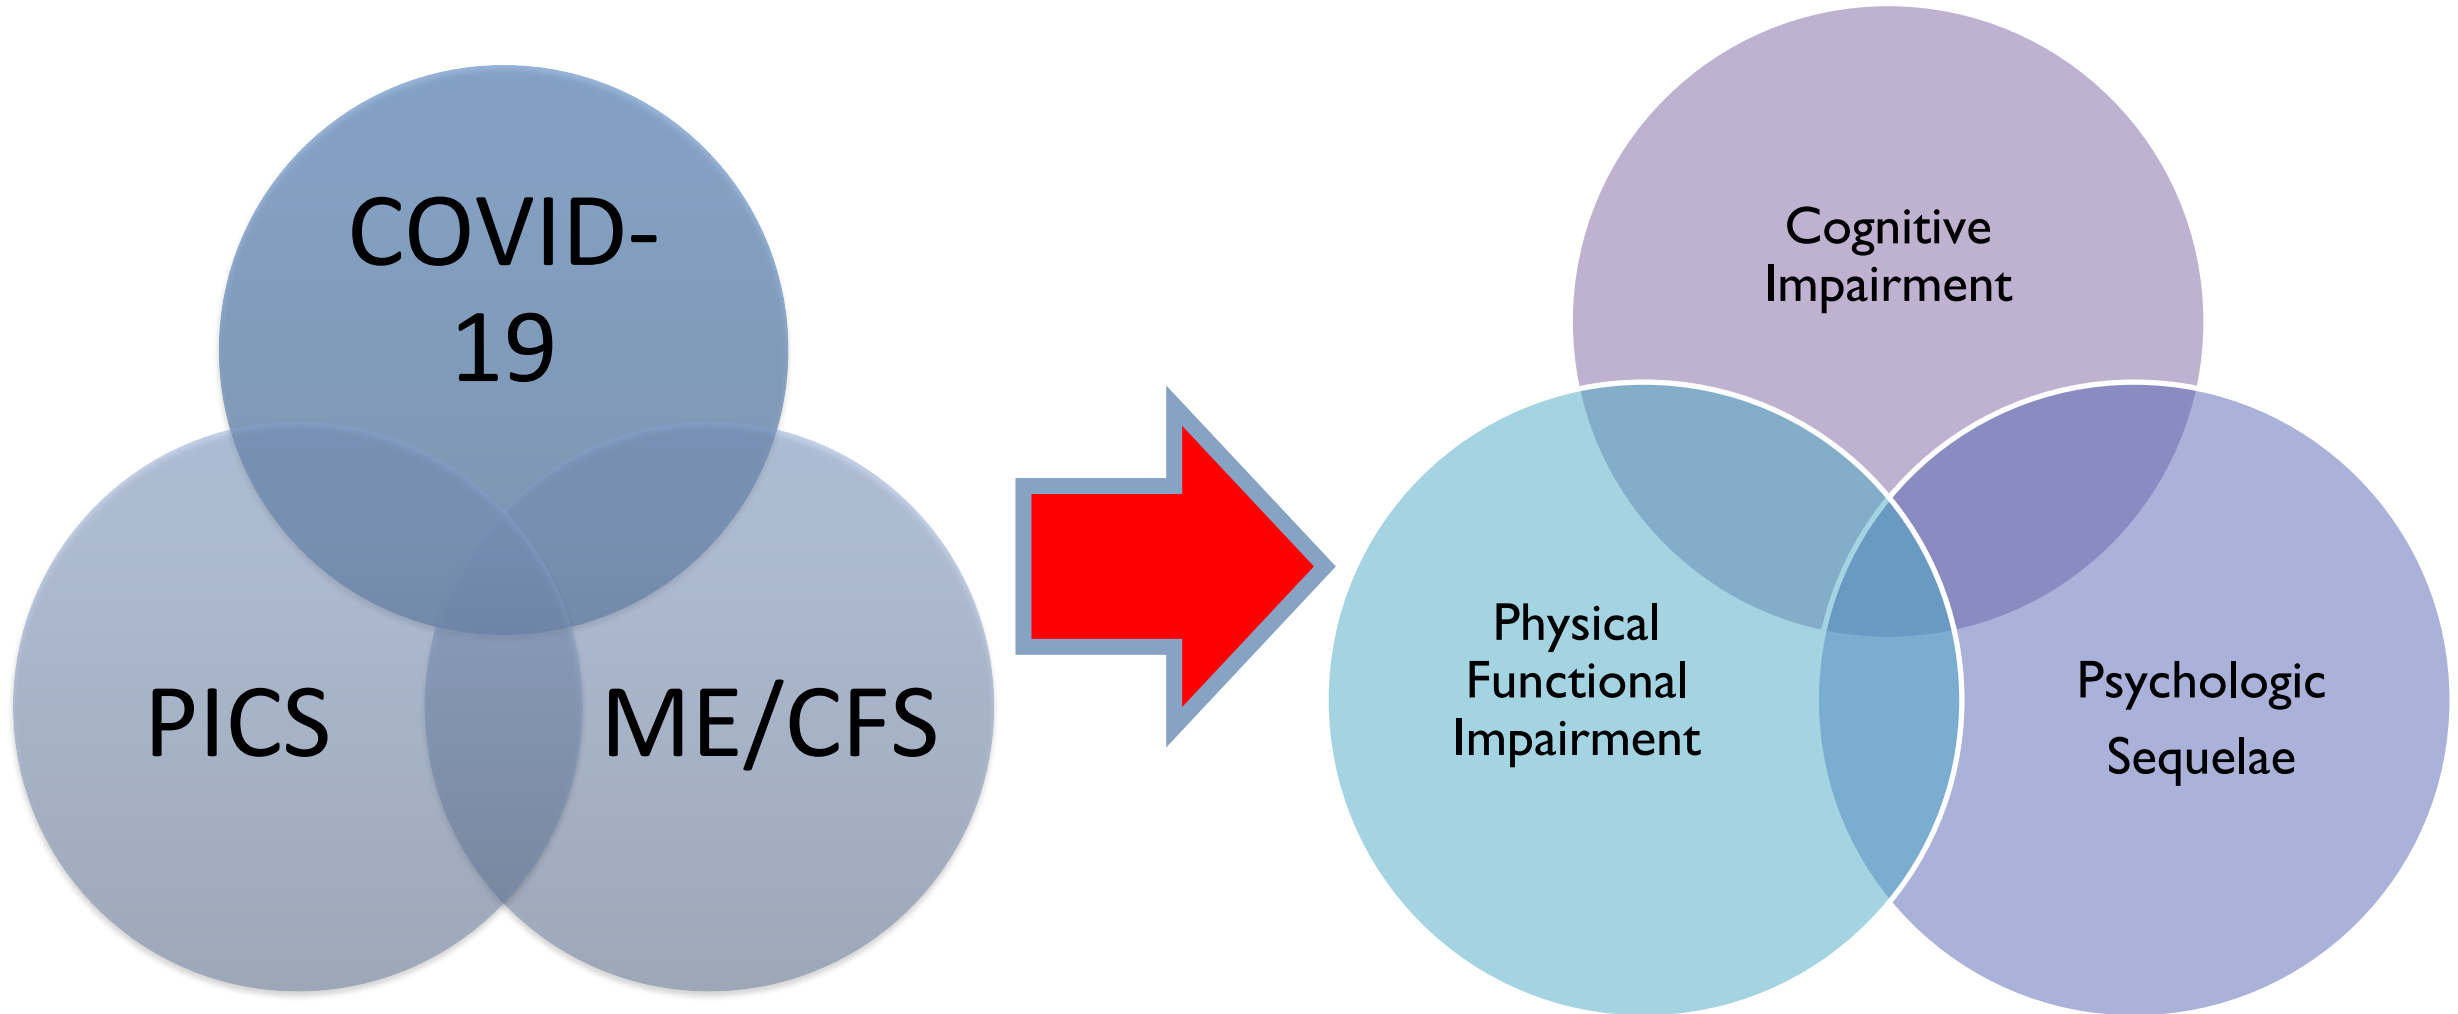 COVID-
19
PICS
ME/CFS
Cognitive
Impairment
Physical
Functional
Impairment
Psychologic
Sequelae